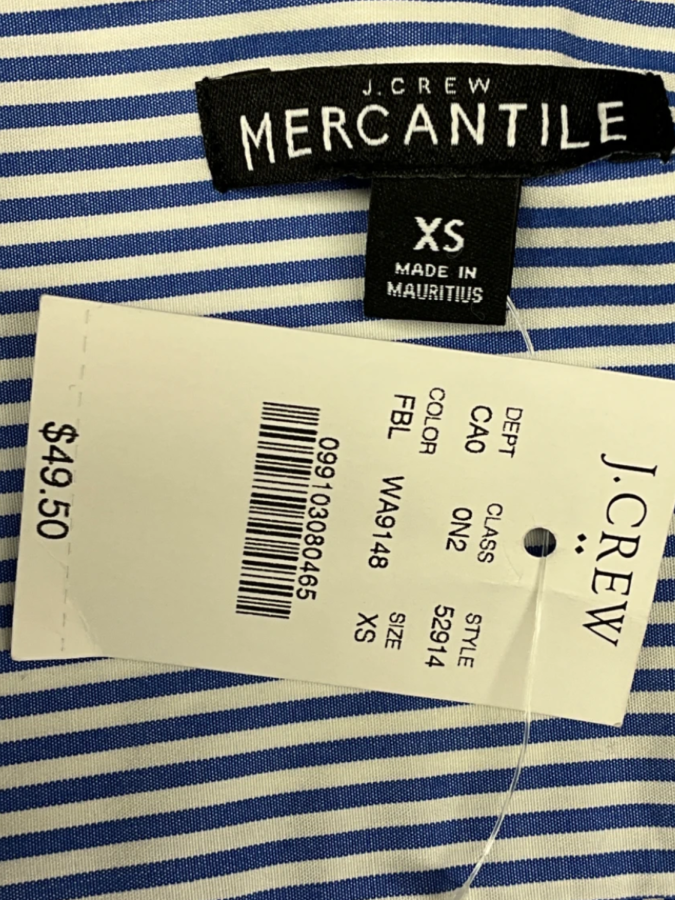 J.CREW
MERCANTILE
XS
MADE IN
MAURITIUS
J.CREW
DEPT CLASS STYLE
CA0 0N2 52914
COLOR SIZE
FBL WA9148 XS
099103080465
$49.50